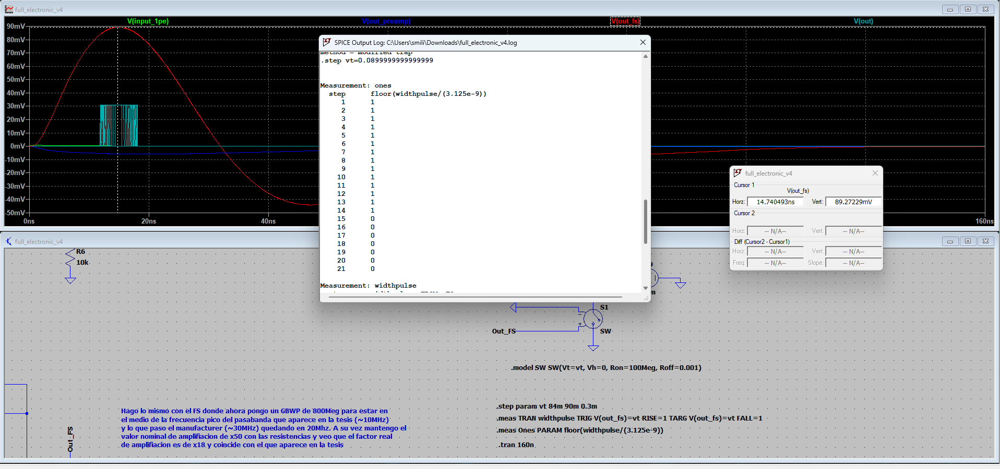 full_electronic_v4
V(input_1pe) V(out_preamp) V(out_fs) V(out)
90mV
80mV
70mV
60mV
50mV
40mV
30mV
20mV
10mV
0mV
-10mV
-20mV
-30mV
-40mV
-50mV
0ns 20ns 40ns 160ns
SPICE Output Log: C:\Users\smili\Downloads\full_electronic_v4.log
method = modified trap
.step vt=0.0899999999999999
Measurement: ones
step floor(widthpulse/(3.125e-9))
1 1
2 1
3 1
4 1
5 1
6 1
7 1
8 1
9 1
10 1
11 1
12 1
13 1
14 1
15 0
16 0
17 0
18 0
19 0
20 0
21 0
Measurement: widthpulse
full_electronic_v4
Cursor 1
V(out_fs)
Horz: 14.740493ns Vert: 89.27229mV
Cursor 2
Horz: -- N/A-- Vert: -- N/A--
Diff (Cursor2 - Cursor1)
Horz: -- N/A-- Vert: -- N/A--
Freq: -- N/A-- Slope: -- N/A--
full_electronic_v4
R6
10k
S1
Out_FS
SW
.model SW SW(Vt=vt, Vh=0, Ron=100Meg, Roff=0.001)
.step param vt 84m 90m 0.3m
.meas TRAN widthpulse TRIG V(out_fs)=vt RISE=1 TARG V(out_fs)=vt FALL=1
.meas Ones PARAM floor(widthpulse/(3.125e-9))
.tran 160n
Out_FS
Hago lo mismo con el FS donde ahora pongo un GBWP de 800Meg para estar en
el medio de la frecuencia pico del pasabanda que aparece en la tesis (~10MHz)
y lo que paso el manufacturer (~30MHz) quedando en 20Mhz. A su vez mantengo el
valor nominal de amplifiacion de x50 con las resistencias y veo que el factor real
de amplifiacion es de x18 y coincide con el que aparece en la tesis